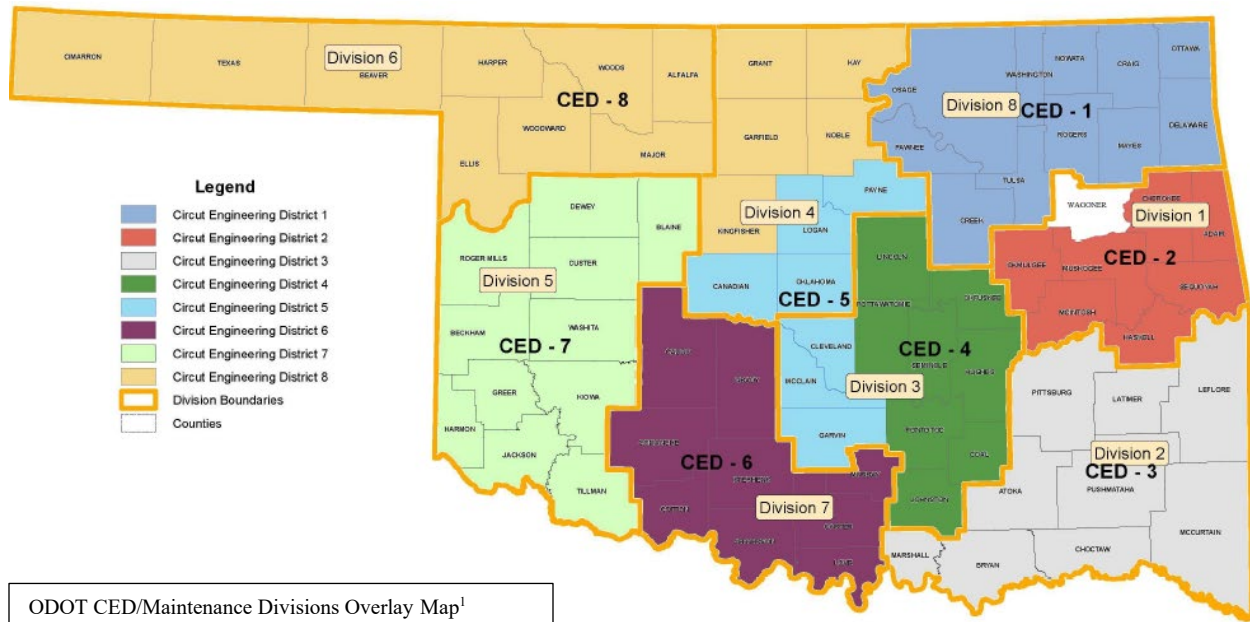 CIMARRON
TEXAS
Division 6
BEAVER
HARPER
WOODS
ALFALFA
CED - 8
WOODWARD
ELLIS
MAJOR
GRANT
KAY
GARFIELD
NOBLE
KINGFISHER
Division 4
PAYNE
LOGAN
CANADIAN
OKLAHOMA
CED - 5
CLEVELAND
MCCLAIN
GARVIN
Division 3
OSAGE
WASHINGTON
NOWATA
CRAIG
OTTAWA
Division 8
CED - 1
ROGERS
DELAWARE
PAWNEE
MAYES
TULSA
CREEK
WAGONER
CHEROKEE
Division 1
ADAIR
CED - 2
OKMULGEE
MUSKOGEE
SEQUOYAH
MCINTOSH
HASKELL
DEWEY
BLAINE
ROGER MILLS
CUSTER
Division 5
BECKHAM
WASHITA
CED - 7
GREER
KIOWA
HARMON
JACKSON
TILLMAN
CADDO
GRADY
COMANCHE
CED - 6
STEPHENS
MURRAY
COTTON
Division 7
CARTER
JEFFERSON
LOVE
LINCOLN
POTTAWATOMIE
OKFUSKEE
CED - 4
SEMINOLE
HUGHES
PONTOTOC
COAL
JOHNSTON
PITTSBURG
LATIMER
LEFLORE
Division 2
CED - 3
ATOKA
PUSHMATAHA
MCCURTAIN
MARSHALL
BRYAN
CHOCTAW
Legend
Circut Engineering District 1
Circut Engineering District 2
Circut Engineering District 3
Circut Engineering District 4
Circut Engineering District 5
Circut Engineering District 6
Circut Engineering District 7
Circut Engineering District 8
Division Boundaries
Counties
ODOT CED/Maintenance Divisions Overlay Map1